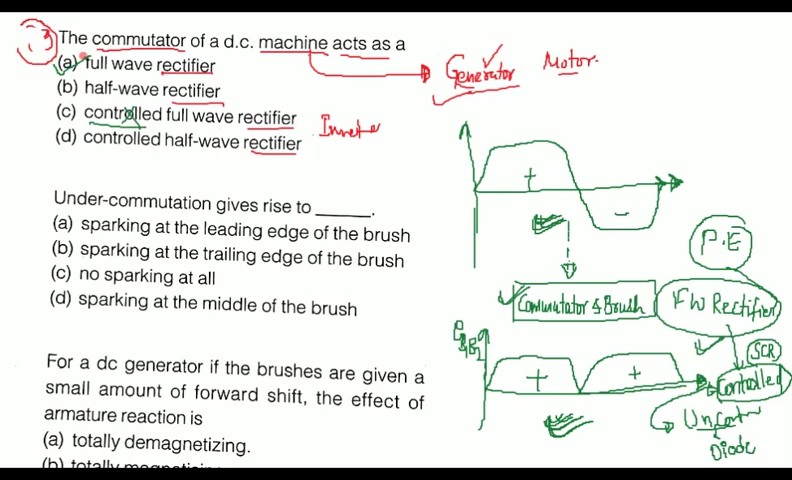 13
The commutator of a d.c. machine acts as a
(a) full wave rectifier
(b) half-wave rectifier
(c) controlled full wave rectifier
(d) controlled half-wave rectifier
Generator Motor.
+
-
P.E
Commutator & Brush
FW Rectifier
SCR
+ +
Controlled
Diode
Under-commutation gives rise to ______.
(a) sparking at the leading edge of the brush
(b) sparking at the trailing edge of the brush
(c) no sparking at all
(d) sparking at the middle of the brush
For a dc generator if the brushes are given a
small amount of forward shift, the effect of
armature reaction is
(a) totally demagnetizing.
(b) totally